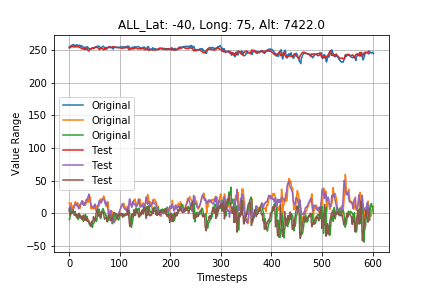 ALL_Lat: -40, Long: 75, Alt: 7422.0
Value Range
250
200
150
100
50
0
−50
Original
Original
Original
Test
Test
Test
0
100
200
300
400
500
600
Timesteps